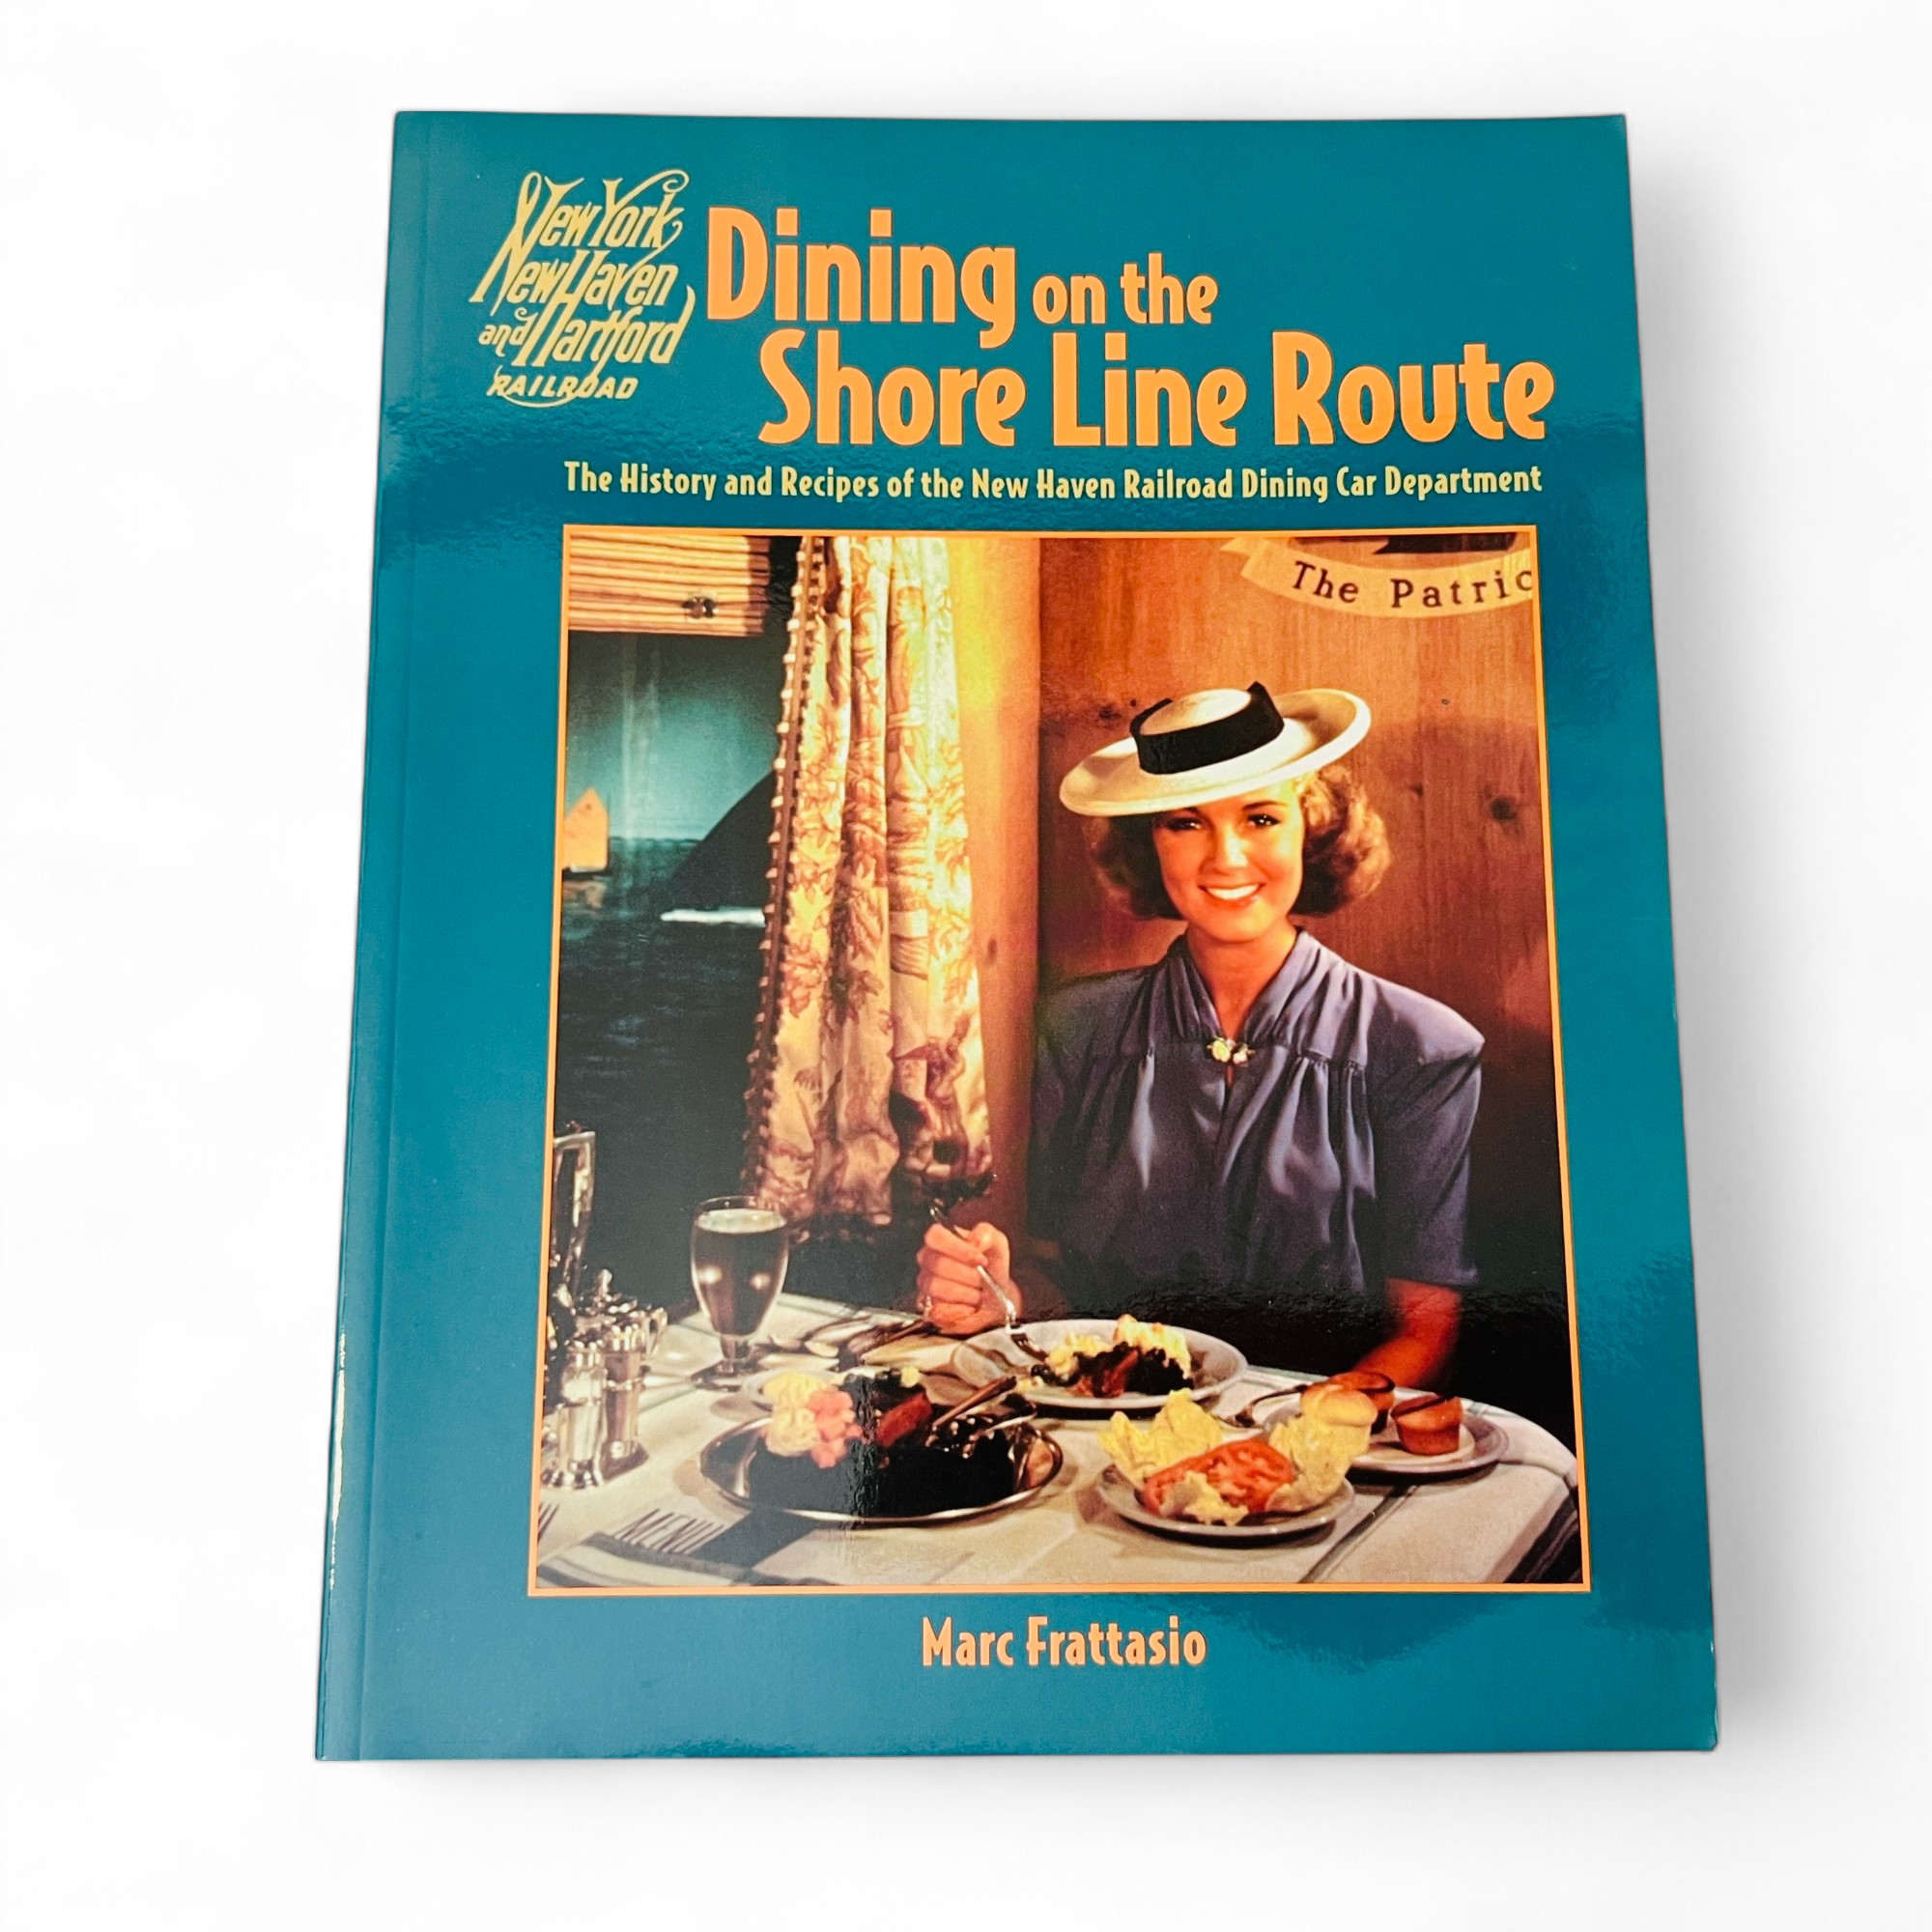 New York
New Haven
and Hartford
RAILROAD
Dining on the
Shore Line Route
The History and Recipes of the New Haven Railroad Dining Car Department
The Patric
MENU
Marc Frattasio